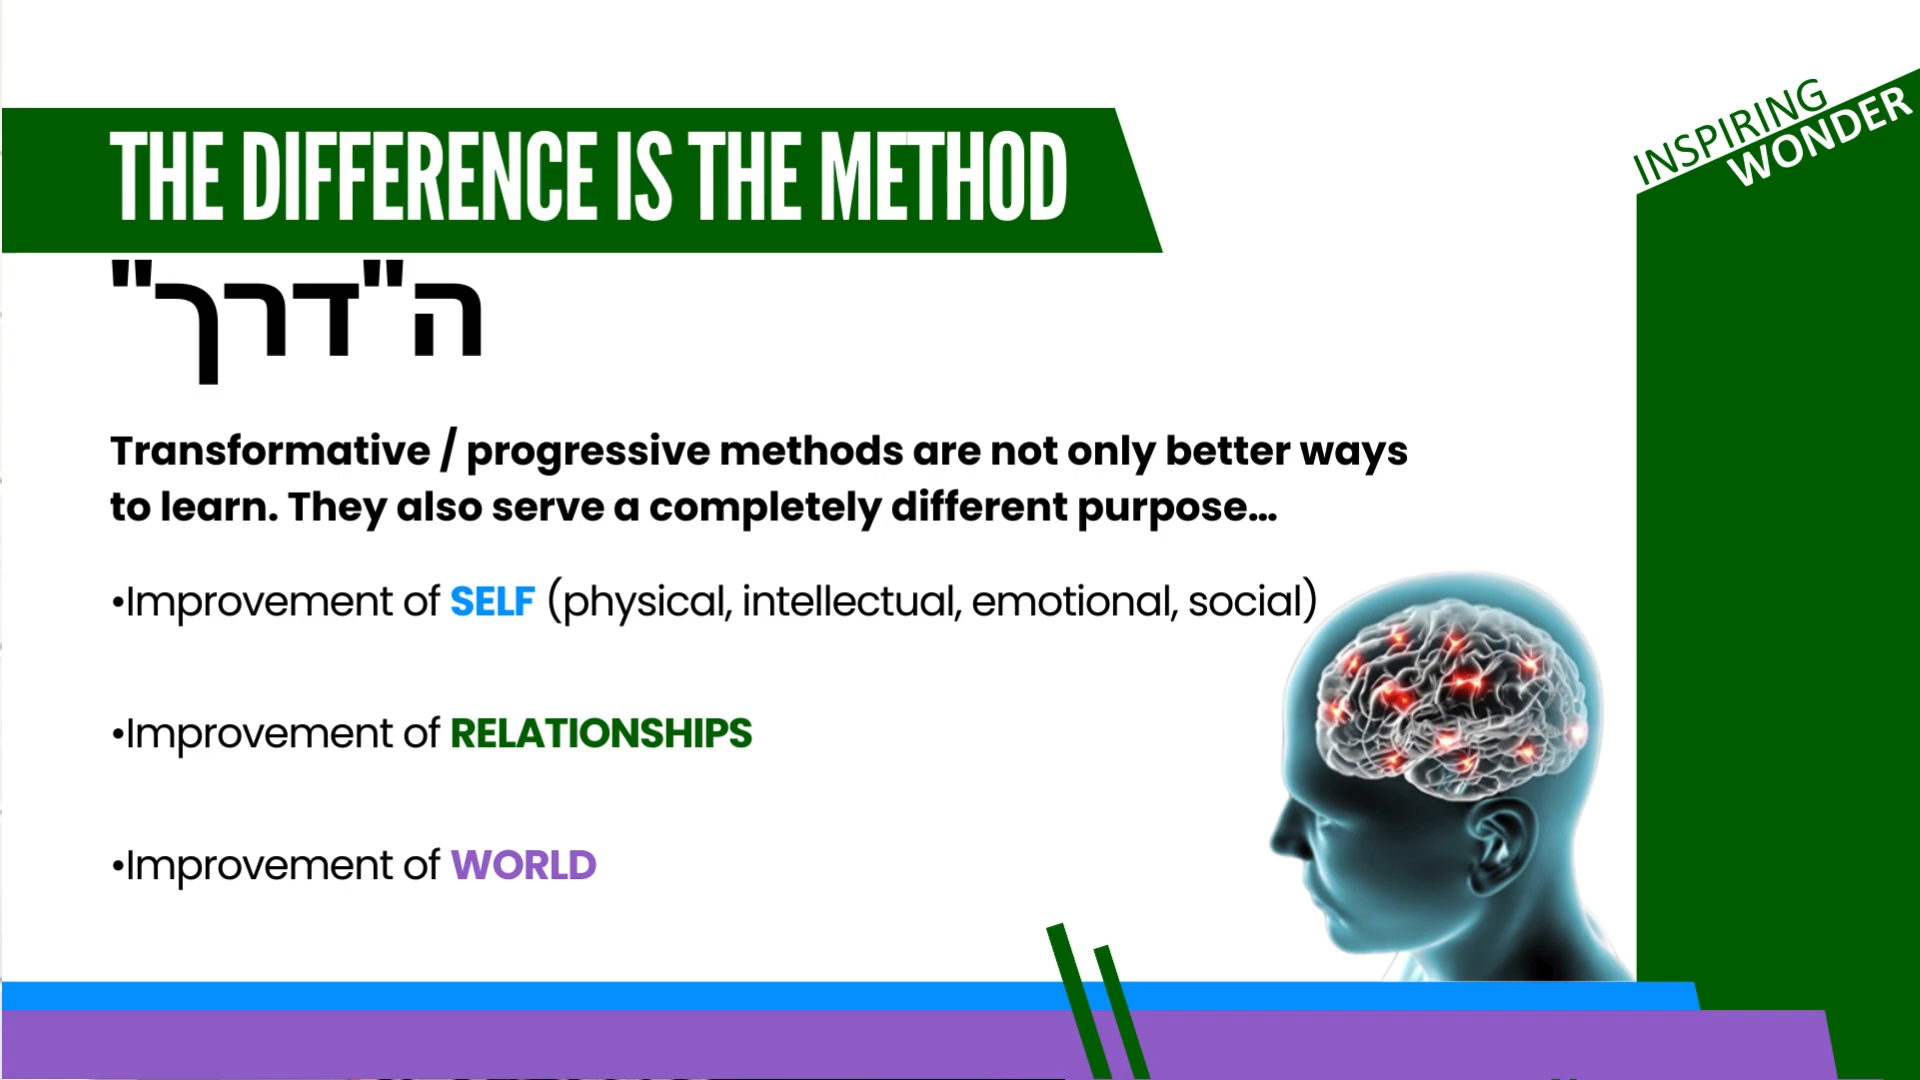 THE DIFFERENCE IS THE METHOD
INSPIRING
WONDER
ה"דרך"
Transformative / progressive methods are not only better ways
to learn. They also serve a completely different purpose...
•Improvement of SELF (physical, intellectual, emotional, social)
•Improvement of RELATIONSHIPS
•Improvement of WORLD